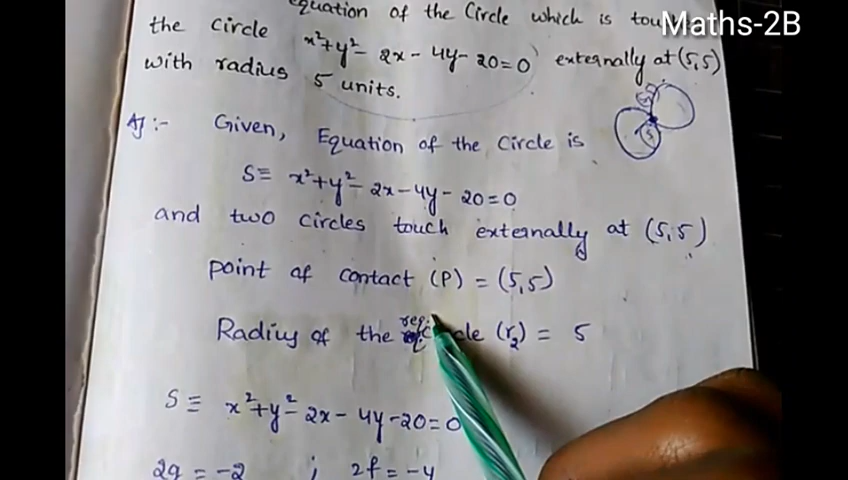 equation of the Circle which is
Maths-2B
the circle x²+y²- 2x - 4y - 20=0 externally at (5,5)
with radius 5 units.
A) :- Given, Equation of the Circle is
S≡ x²+y²- 2x - 4y - 20=0
and two circles touch externally at (5,5)
point of contact (P) = (5,5)
req.
Radius of the (r₂) = 5
S ≡ x²+y²- 2x - 4y - 20=0
2g = -2 ; 2f = -4